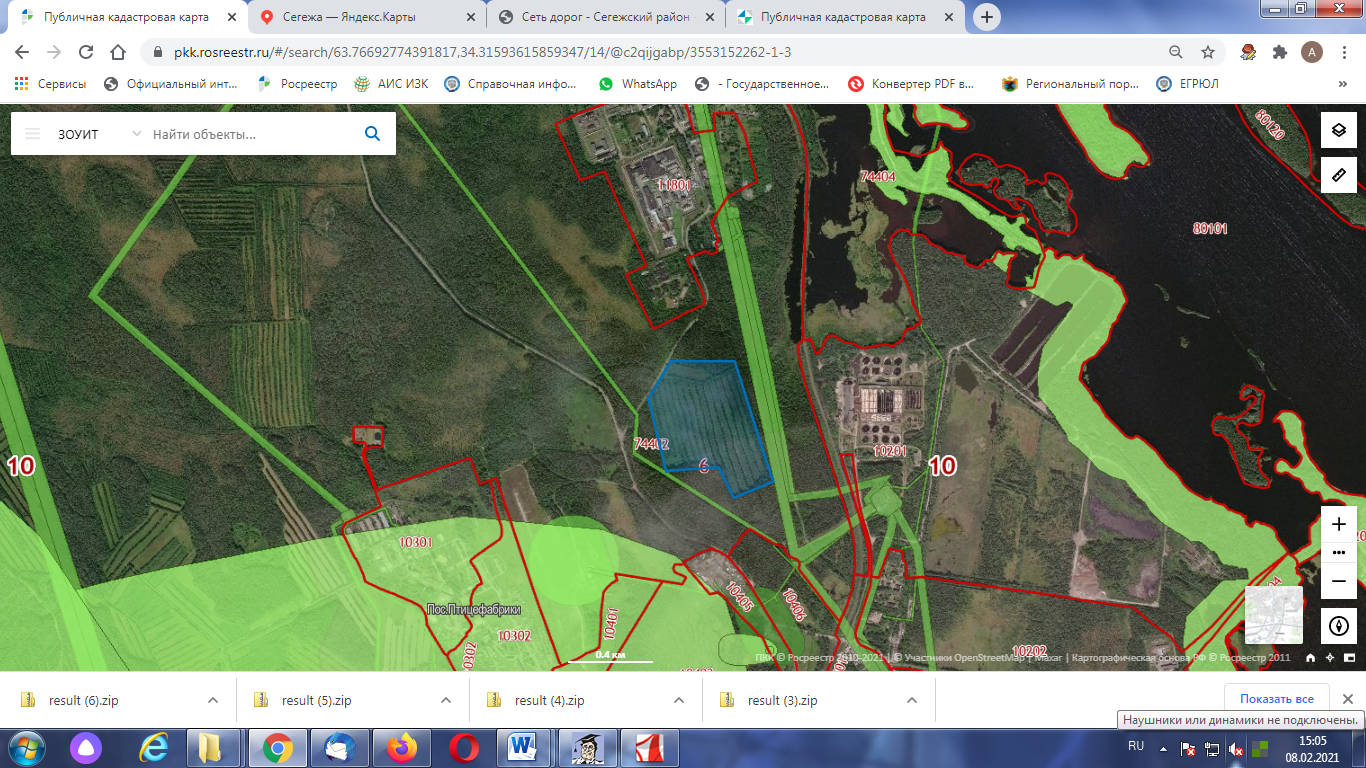 Публичная кадастровая карта
Сегежа — Яндекс.Карты
Сеть дорог - Сегежский район
Публичная кадастровая карта
pkk.rosreestr.ru/#/search/63.76692774391817,34.31593615859347/14/@c2qijgabp/3553152262-1-3
А
Сервисы
Официальный инт...
Росреестр
АИС ИЗК
Справочная инфо...
WhatsApp
- Государственное...
Конвертер PDF в...
Региональный пор...
ЕГРЮЛ
»
ЗОУИТ
Найти объекты...
11801
74404
80120
80101
74402
6
10201
10
10
10301
Пос.Птицефабрики
10302
10302
10401
10405
10406
10202
0.4 км
ПКК © Росреестр 2010-2021 | © Участники OpenStreetMap | Maxar | Картографическая основа РФ © Росреестр 2011
result (6).zip
result (5).zip
result (4).zip
result (3).zip
Показать все
Наушники или динамики не подключены.
RU
15:05
08.02.2021